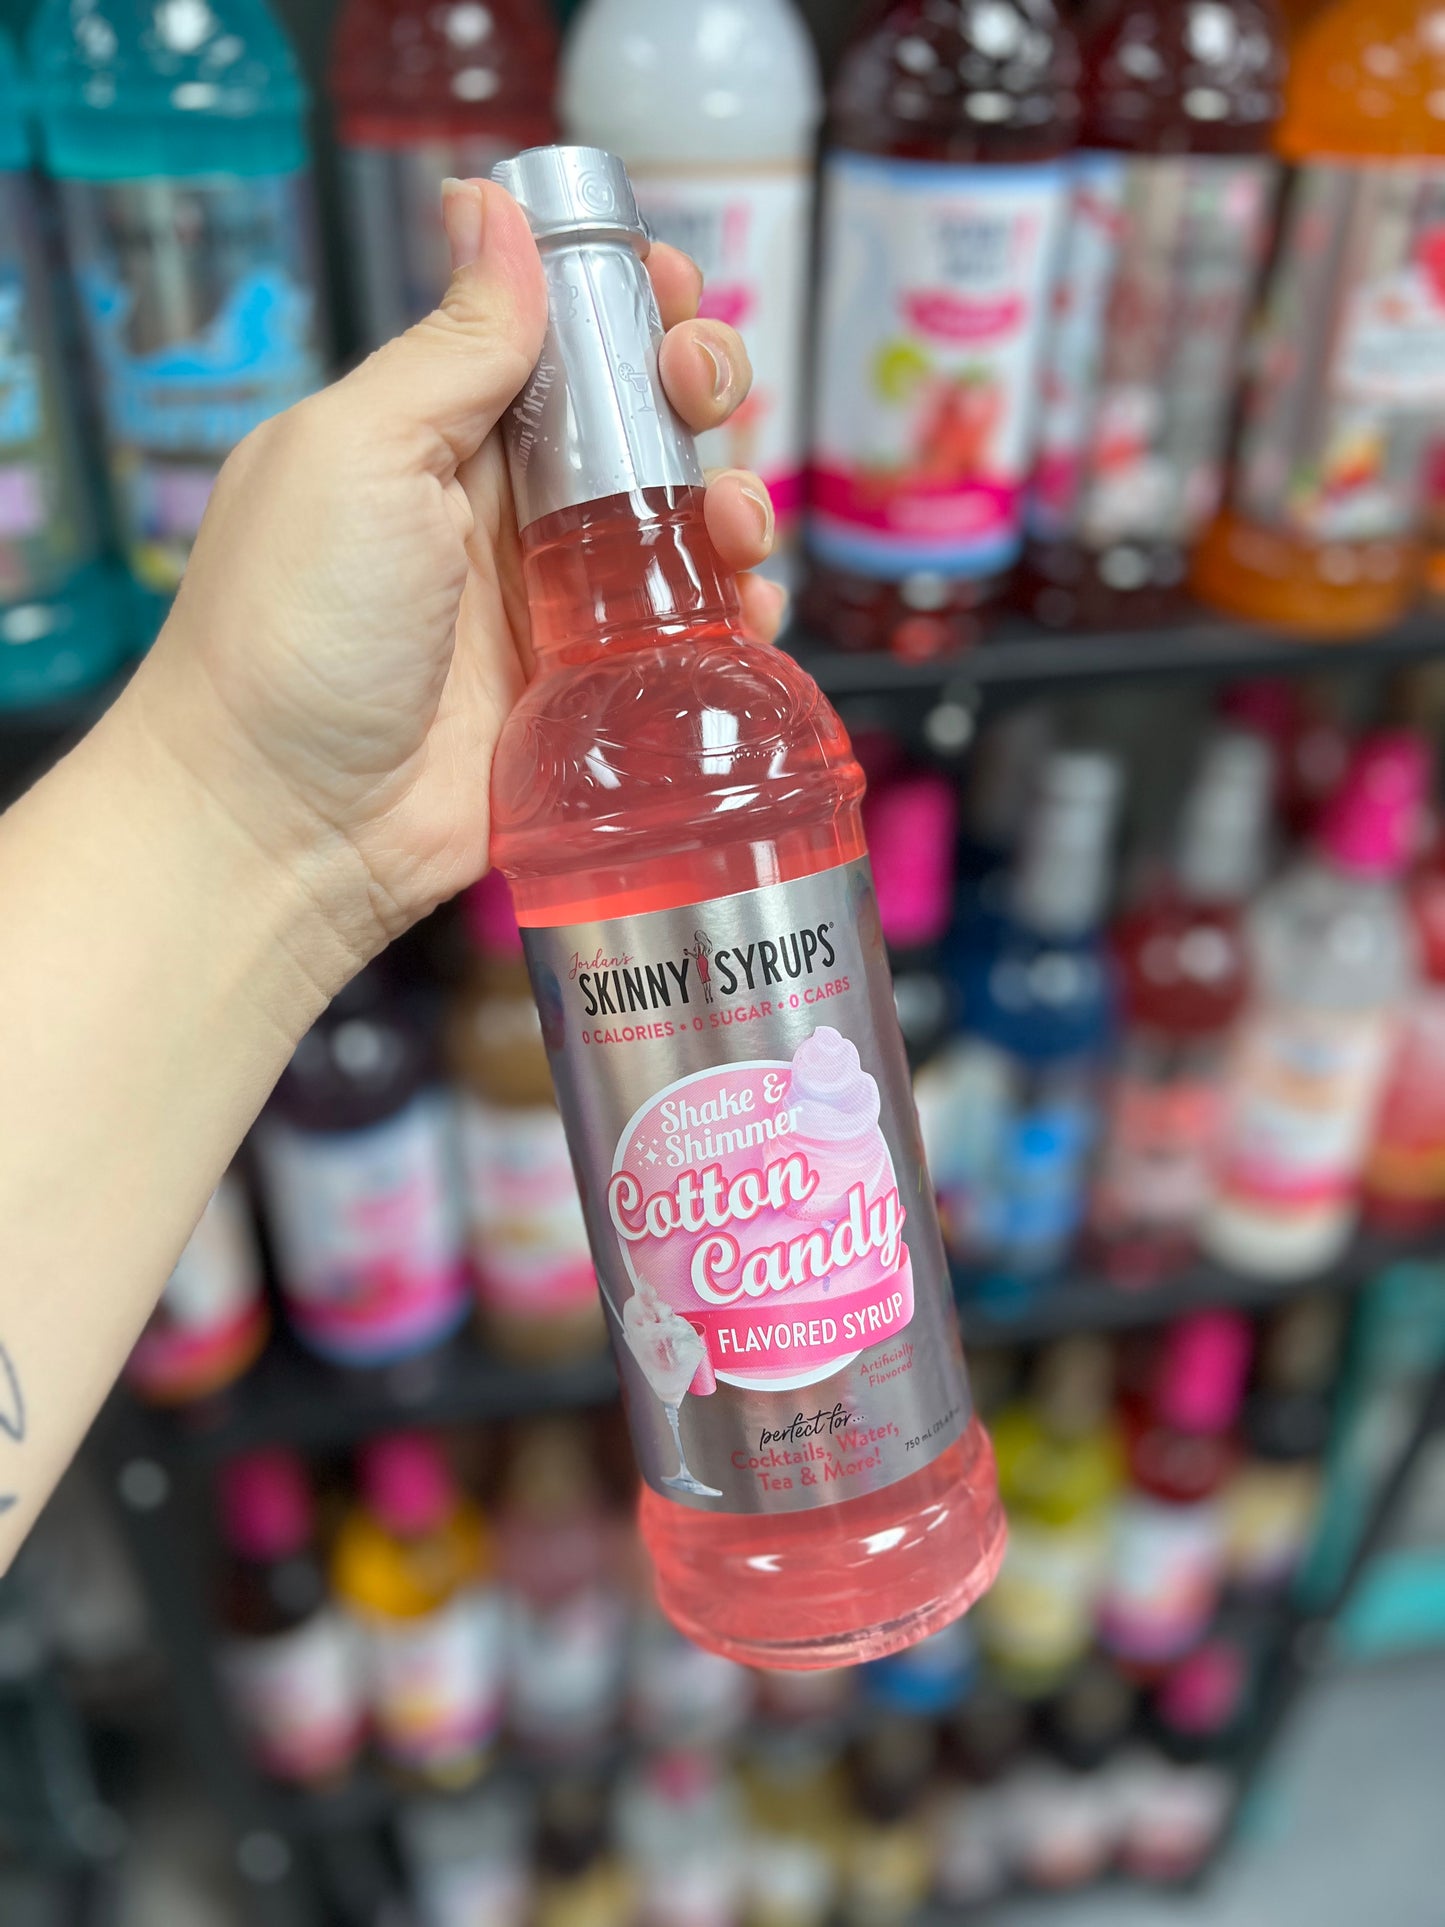 Jordan's
SKINNY SYRUPS®
0 CALORIES • 0 SUGAR • 0 CARBS
Shake &
Shimmer
Cotton
Candy
FLAVORED SYRUP
Artificially
Flavored
perfect for...
Cocktails, Water,
Tea & More!
750 mL